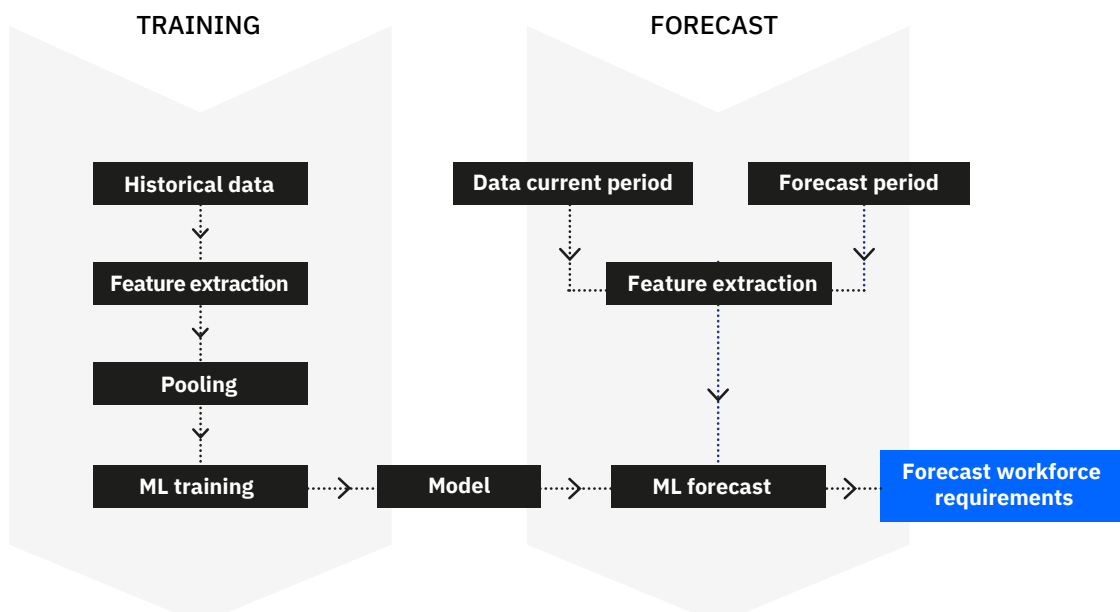 TRAINING
FORECAST
Historical data
Data current period
Forecast period
Feature extraction
Feature extraction
Pooling
ML training
Model
ML forecast
Forecast workforce
requirements